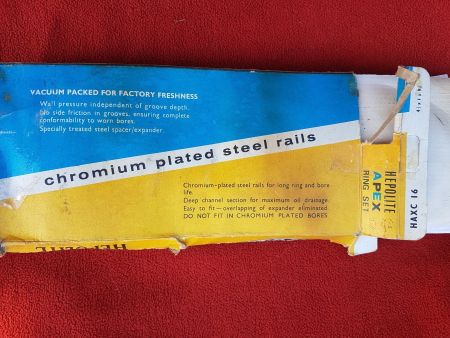 VACUUM PACKED FOR FACTORY FRESHNESS
Wall pressure independent of groove depth.
No side friction in grooves, ensuring complete
conformability to worn bores.
Specially treated steel spacer/expander.
chromium plated steel rails
Chromium-plated steel rails for long ring and bore
life.
Deep channel section for maximum oil drainage.
Easy to fit—overlapping of expander eliminated
DO NOT FIT IN CHROMIUM PLATED BORES
HEPOLITE
HEPOLITE
APEX
RING SET
HAXC 16